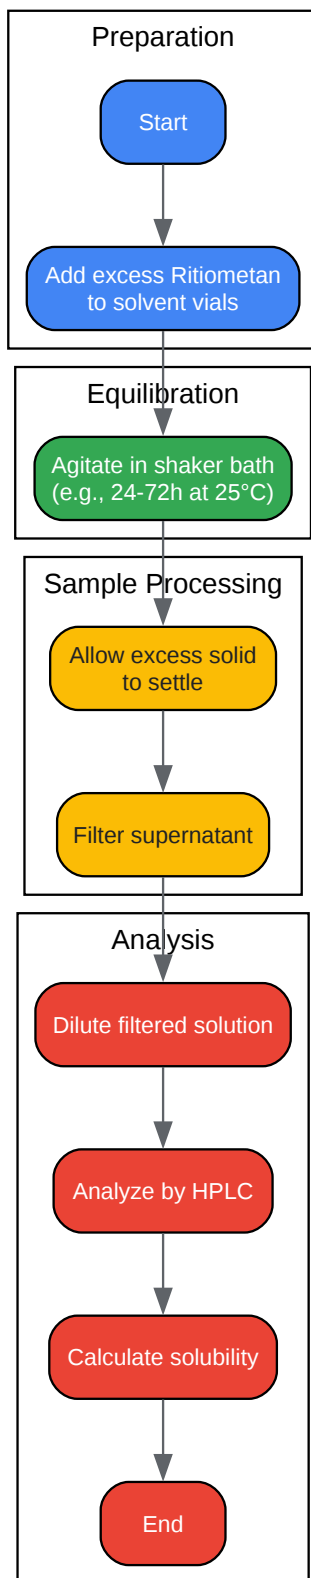 Preparation
Start
Add excess Ritiometan
to solvent vials
Equilibration
Agitate in shaker bath
(e.g., 24-72h at 25°C)
Sample Processing
Allow excess solid
to settle
Filter supernatant
Analysis
Dilute filtered solution
Analyze by HPLC
Calculate solubility
End